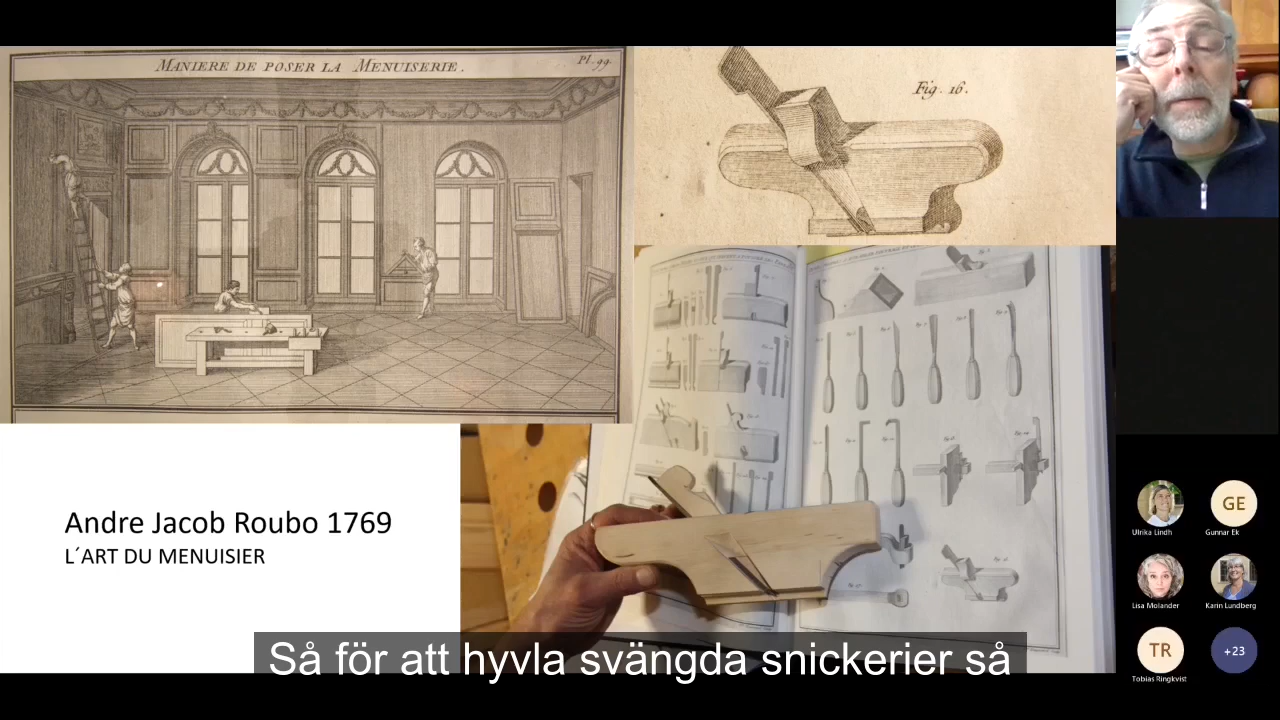 MANIERE DE POSER LA MENUISERIE.
Pl. 99.
Fig. 16.
Andre Jacob Roubo 1769
L´ART DU MENUISIER
Så för att hyvla svängda snickerier så
GE
Ulrika Lindh
Gunnar Ek
Lisa Molander
Karin Lundberg
TR
+23
Tobias Ringkvist